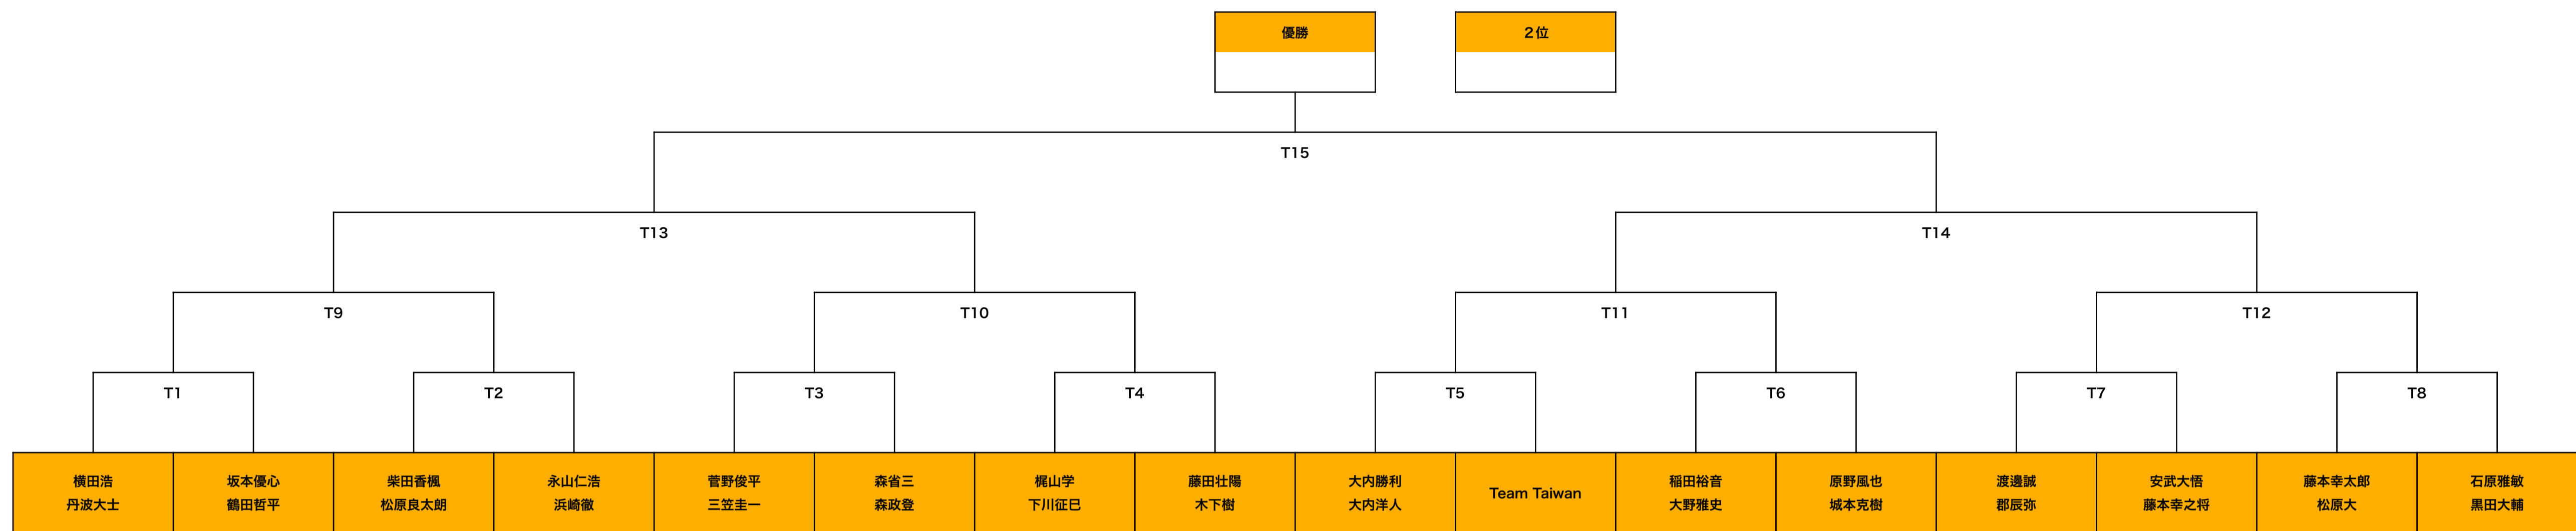 優勝
2位
T15
T13
T14
T9
T10
T11
T12
T1
T2
T3
T4
T5
T6
T7
T8
横田浩
丹波大士
坂本優心
鶴田哲平
柴田香楓
松原良太朗
永山仁浩
浜崎徹
菅野俊平
三笠圭一
森省三
森政登
梶山学
下川征巳
藤田壮陽
木下樹
大内勝利
大内洋人
Team Taiwan
稲田裕音
大野雅史
原野風也
城本克樹
渡邊誠
郡辰弥
安武大悟
藤本幸之将
藤本幸太郎
松原大
石原雅敏
黒田大輔